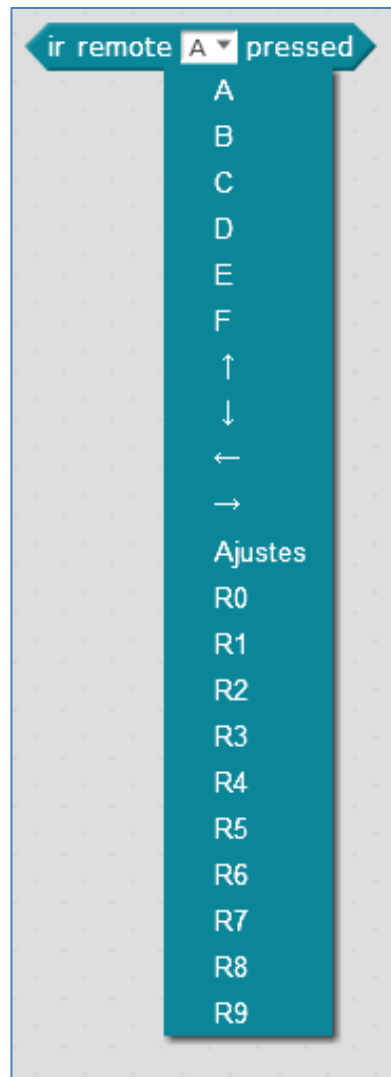 ir remote A ▼ pressed
A
B
C
D
E
F
↑
↓
←
→
Ajustes
R0
R1
R2
R3
R4
R5
R6
R7
R8
R9